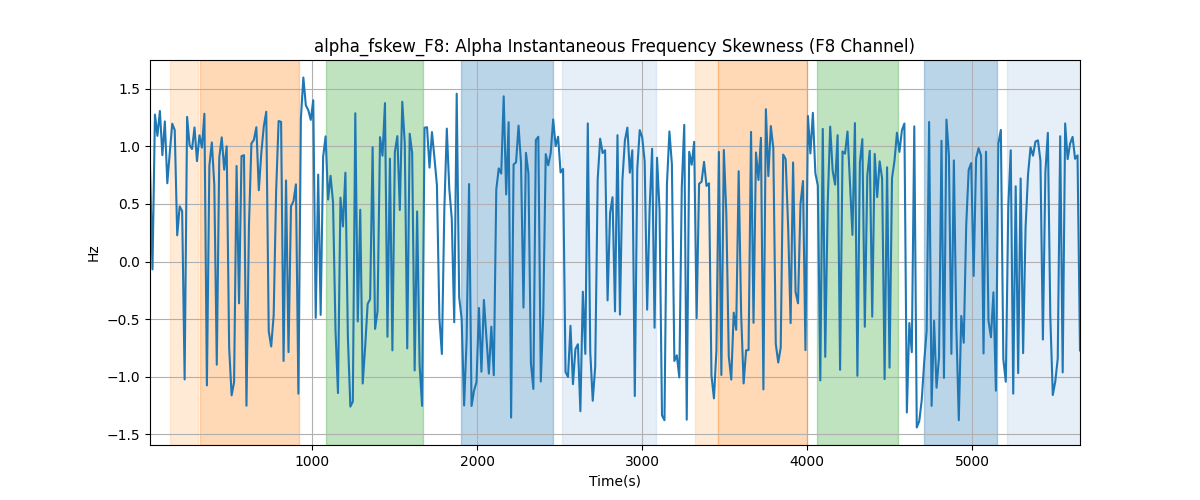 alpha_fskew_F8: Alpha Instantaneous Frequency Skewness (F8 Channel)
Hz
1.5
1.0
0.5
0.0
−0.5
−1.0
−1.5
1000 2000 3000 4000 5000
Time(s)